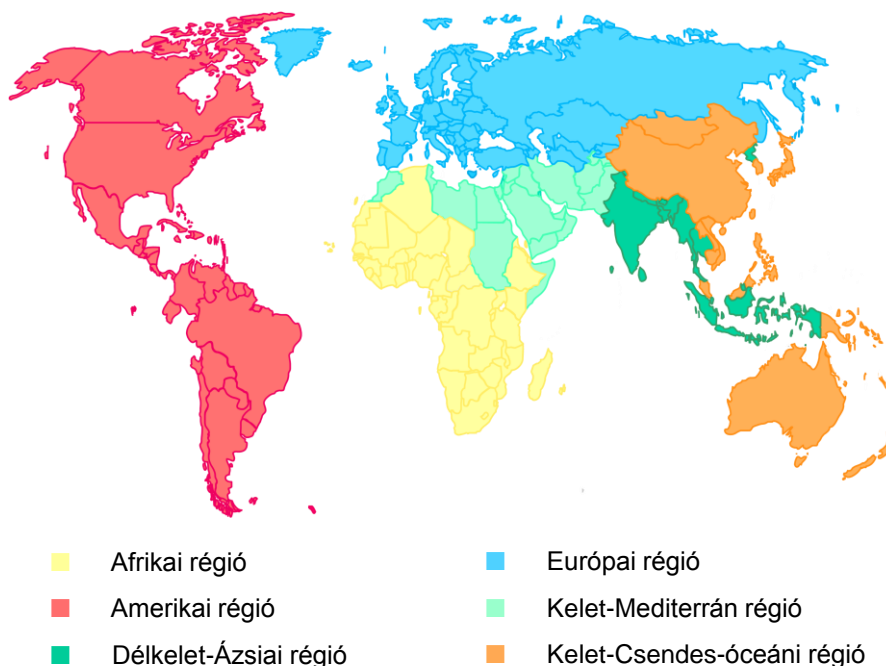 Afrikai régió
Amerikai régió
Délkelet-Ázsiai régió
Európai régió
Kelet-Mediterrán régió
Kelet-Csendes-óceáni régió